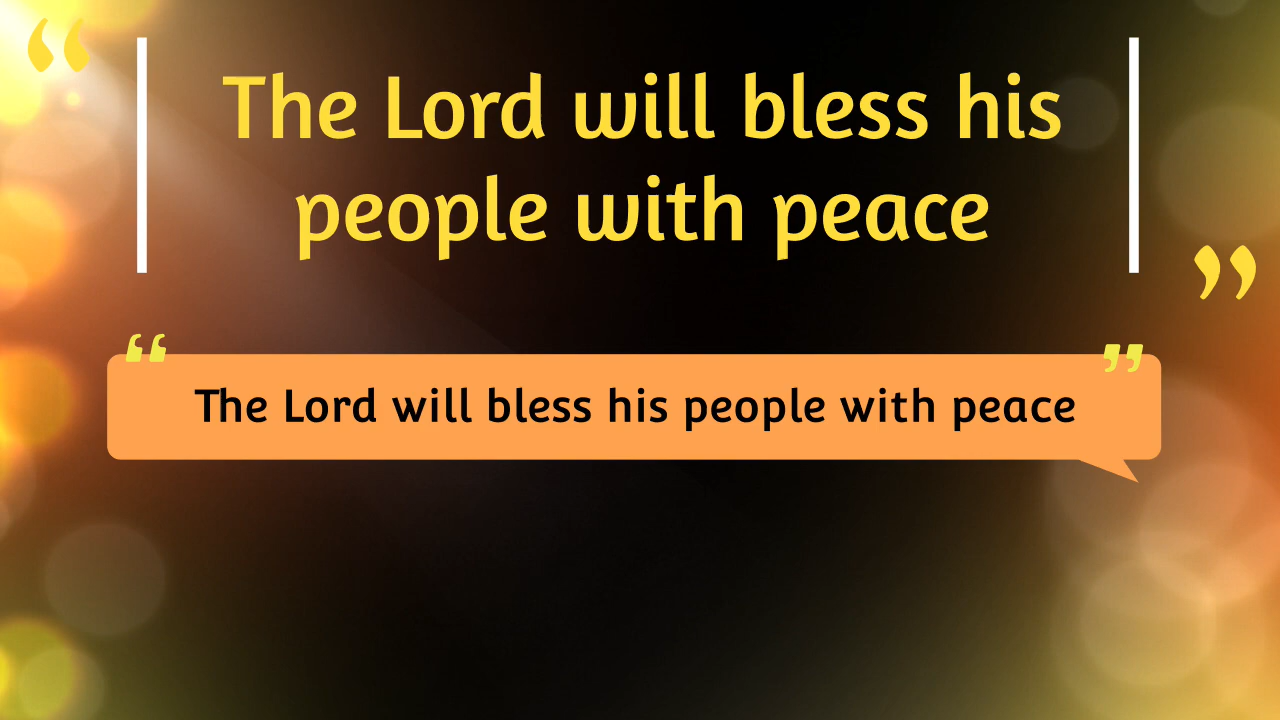 “
The Lord will bless his
people with peace
”
“ ”
The Lord will bless his people with peace